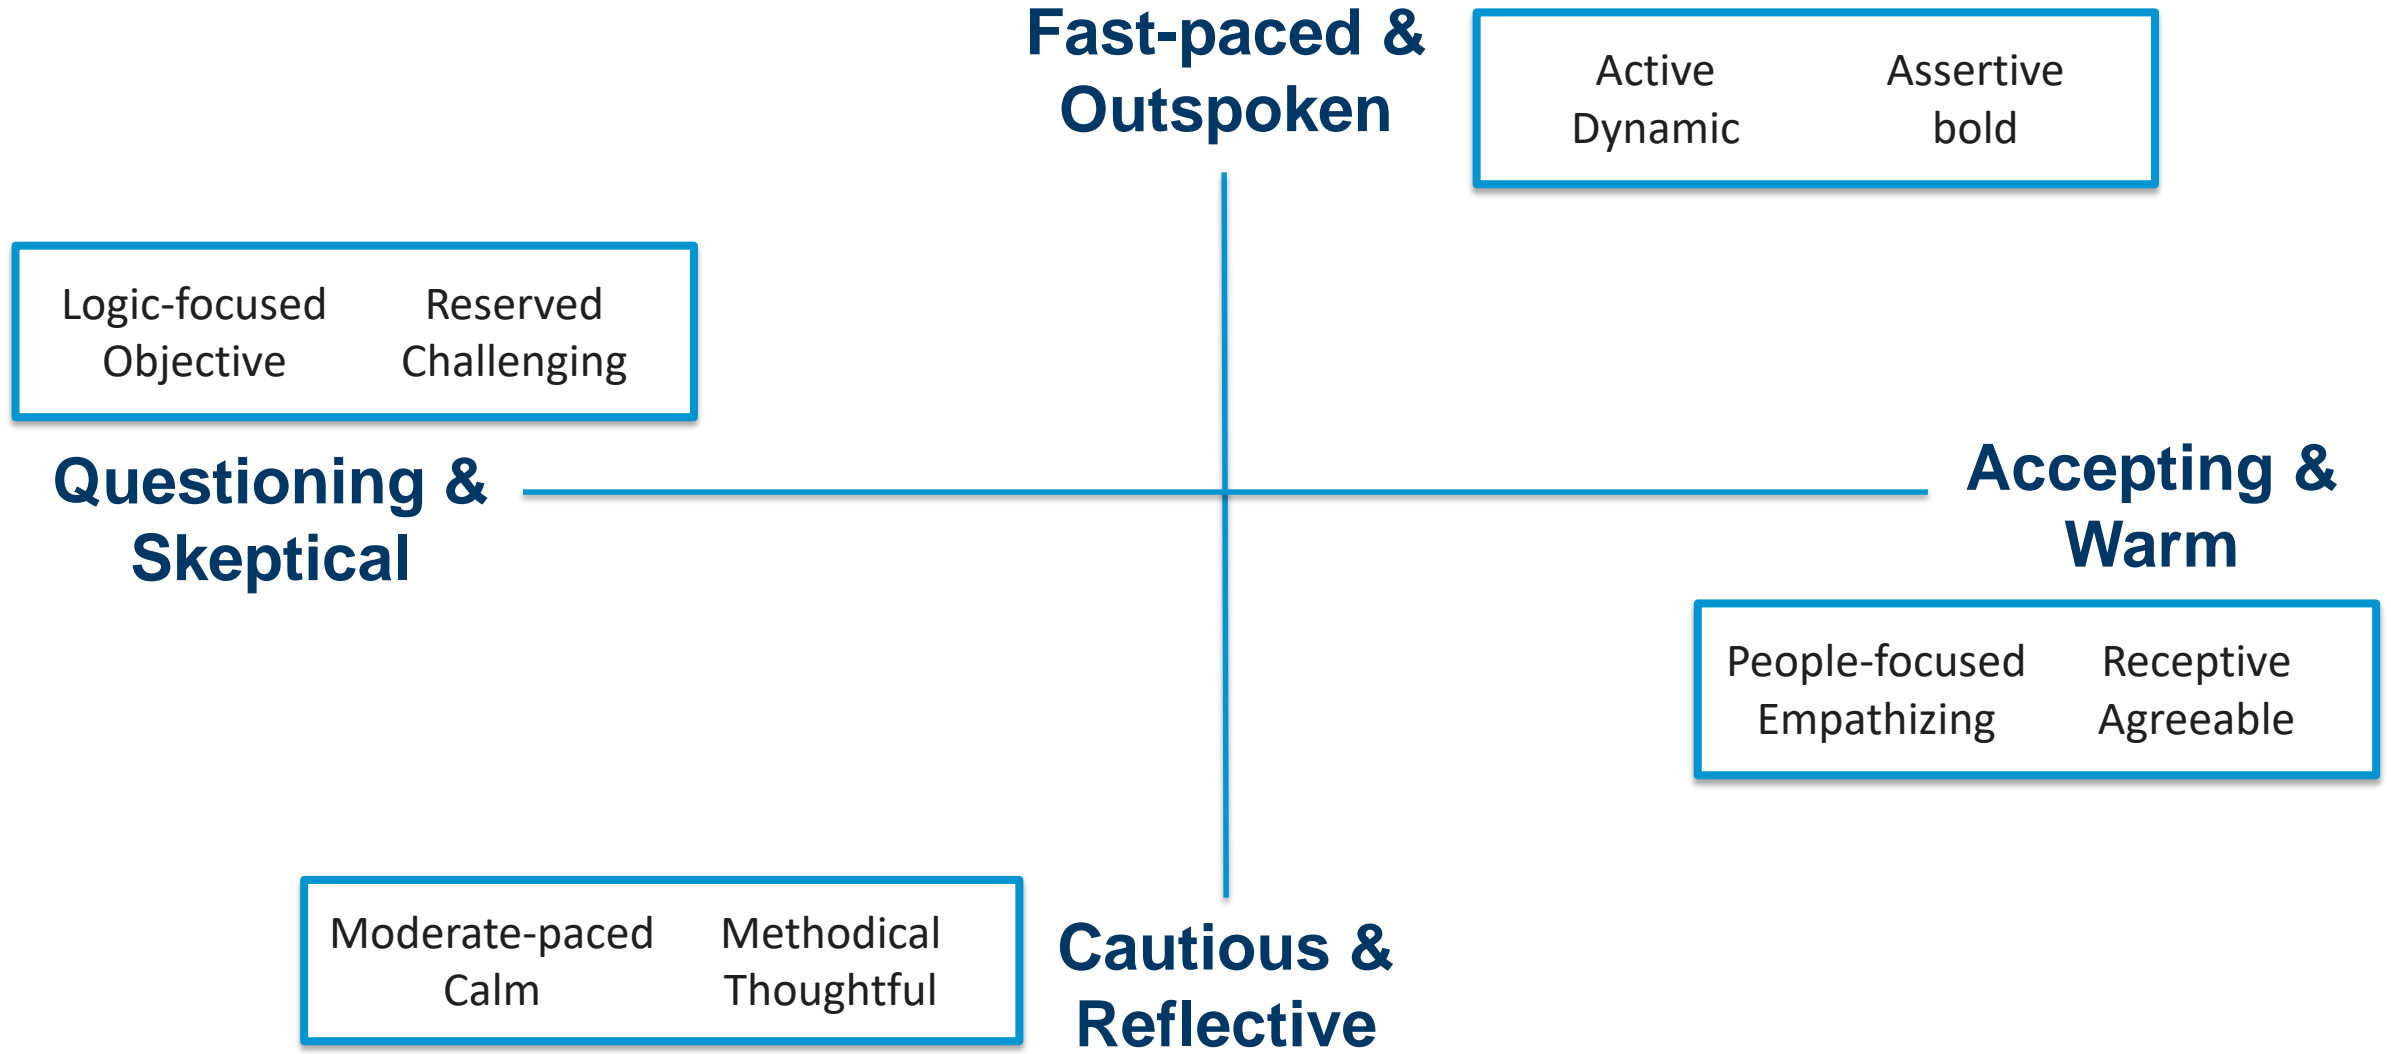 Fast-paced &
Outspoken
Active Assertive
Dynamic bold
Logic-focused Reserved
Objective Challenging
Questioning &
Skeptical
Accepting &
Warm
People-focused Receptive
Empathizing Agreeable
Moderate-paced Methodical
Calm Thoughtful
Cautious &
Reflective